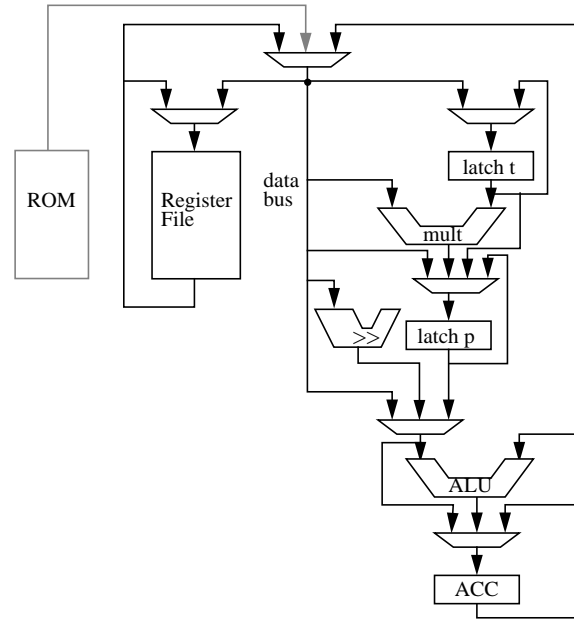 ROM
Register
File
data
bus
latch t
mult
>>
latch p
ALU
ACC